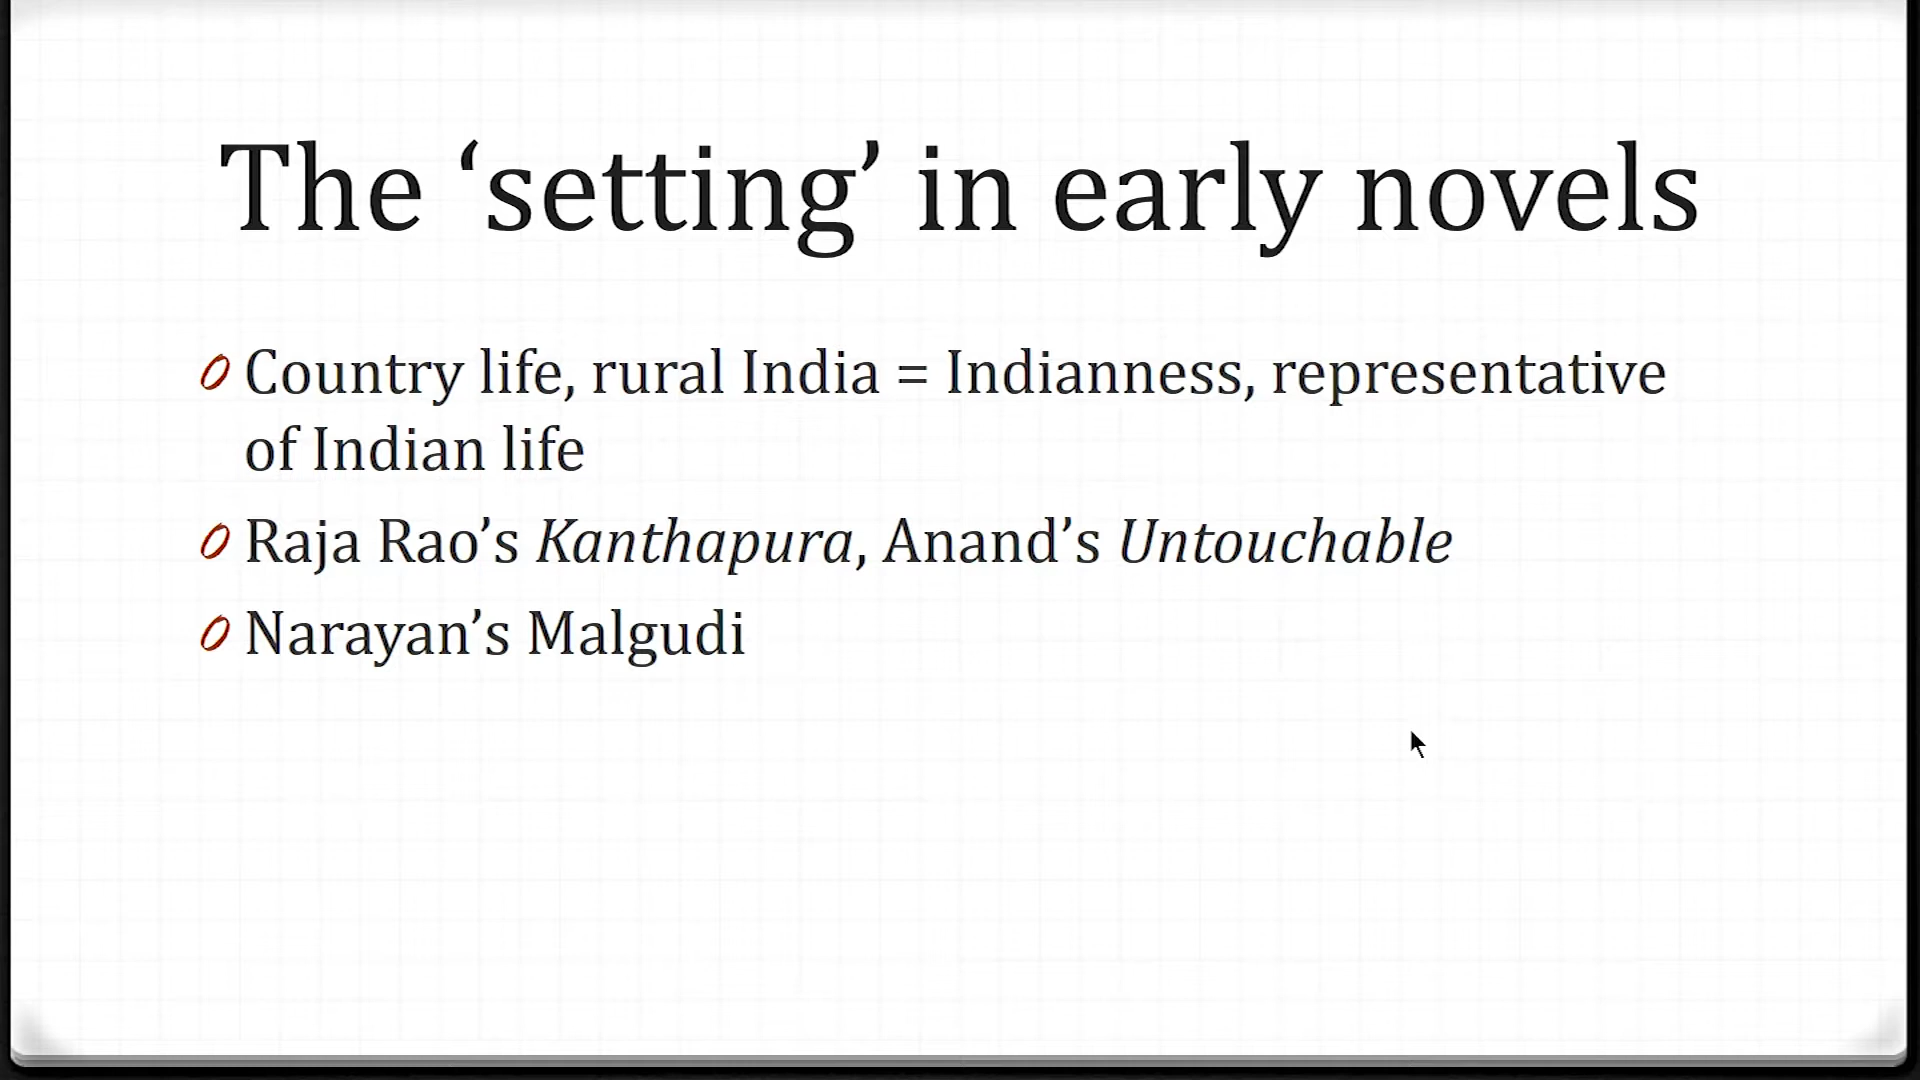 The ‘setting’ in early novels
Country life, rural India = Indianness, representative
of Indian life
Raja Rao’s Kanthapura, Anand’s Untouchable
Narayan’s Malgudi